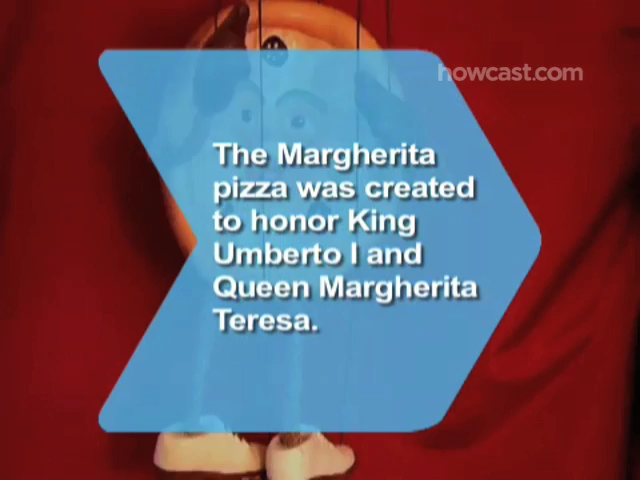 howcast.com
The Margherita
pizza was created
to honor King
Umberto I and
Queen Margherita
Teresa.